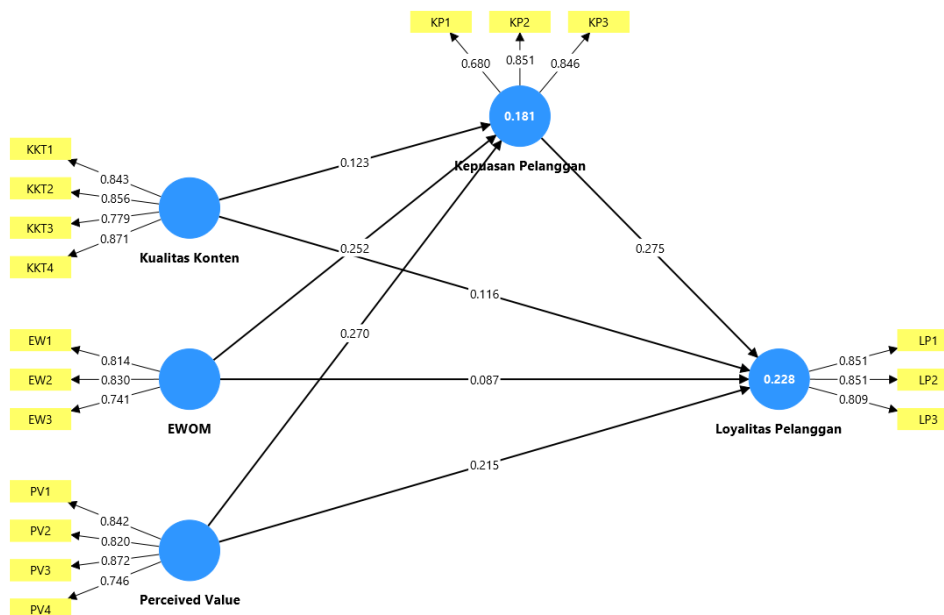 KP1
KP2
KP3
0.680
0.851
0.846
0.181
Kepuasan Pelanggan
KKT1
KKT2
KKT3
KKT4
0.843
0.856
0.779
0.871
Kualitas Konten
0.123
0.252
0.116
0.270
0.275
EW1
EW2
EW3
0.814
0.830
0.741
EWOM
0.087
0.215
0.228
Loyalitas Pelanggan
LP1
LP2
LP3
0.851
0.851
0.809
PV1
PV2
PV3
PV4
0.842
0.820
0.872
0.746
Perceived Value